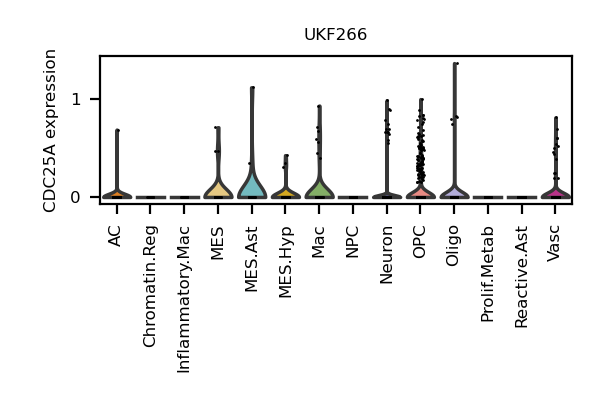 UKF266
CDC25A expression
1
0
AC
Chromatin.Reg
Inflammatory.Mac
MES
MES.Ast
MES.Hyp
Mac
NPC
Neuron
OPC
Oligo
Prolif.Metab
Reactive.Ast
Vasc